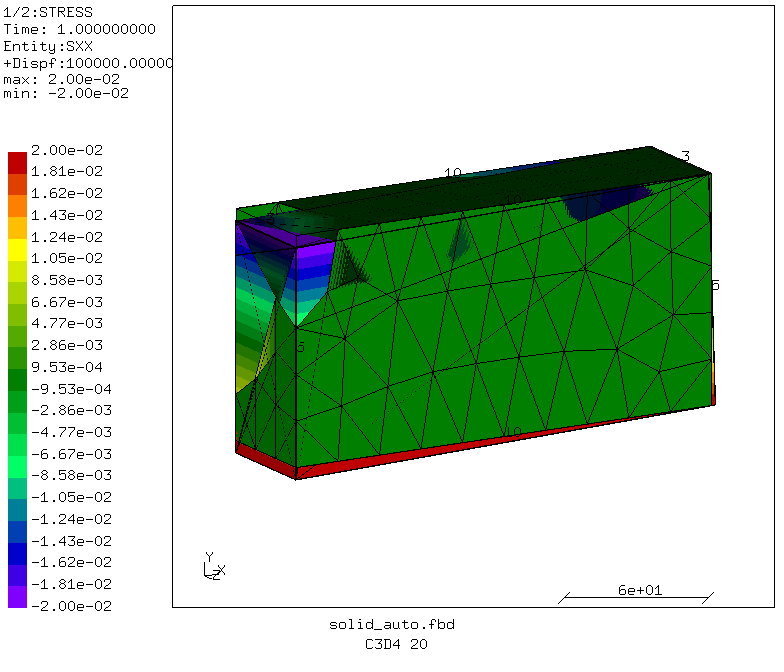 1/2:STRESS
Time: 1.000000000
Entity:SXX
+Dispf:100000.00000
max: 2.00e-02
min: -2.00e-02
2.00e-02
1.81e-02
1.62e-02
1.43e-02
1.24e-02
1.05e-02
8.58e-03
6.67e-03
4.77e-03
2.86e-03
9.53e-04
-9.53e-04
-2.86e-03
-4.77e-03
-6.67e-03
-8.58e-03
-1.05e-02
-1.24e-02
-1.43e-02
-1.62e-02
-1.81e-02
-2.00e-02
10
3
10
5
10
Y
X
Z
6e+01
solid_auto.fbd
C3D4 20